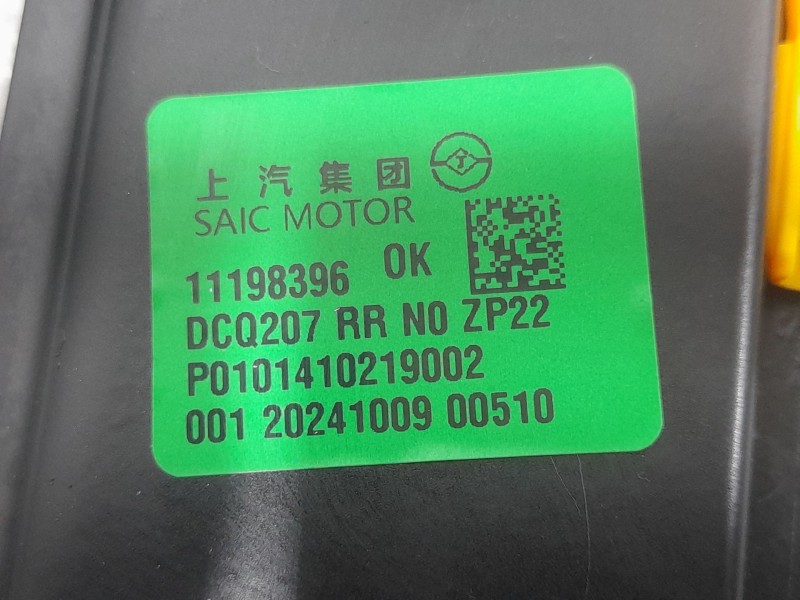 上汽集团
SAIC MOTOR
11198396 OK
DCQ207 RR N0 ZP22
P0101410219002
001 20241009 00510